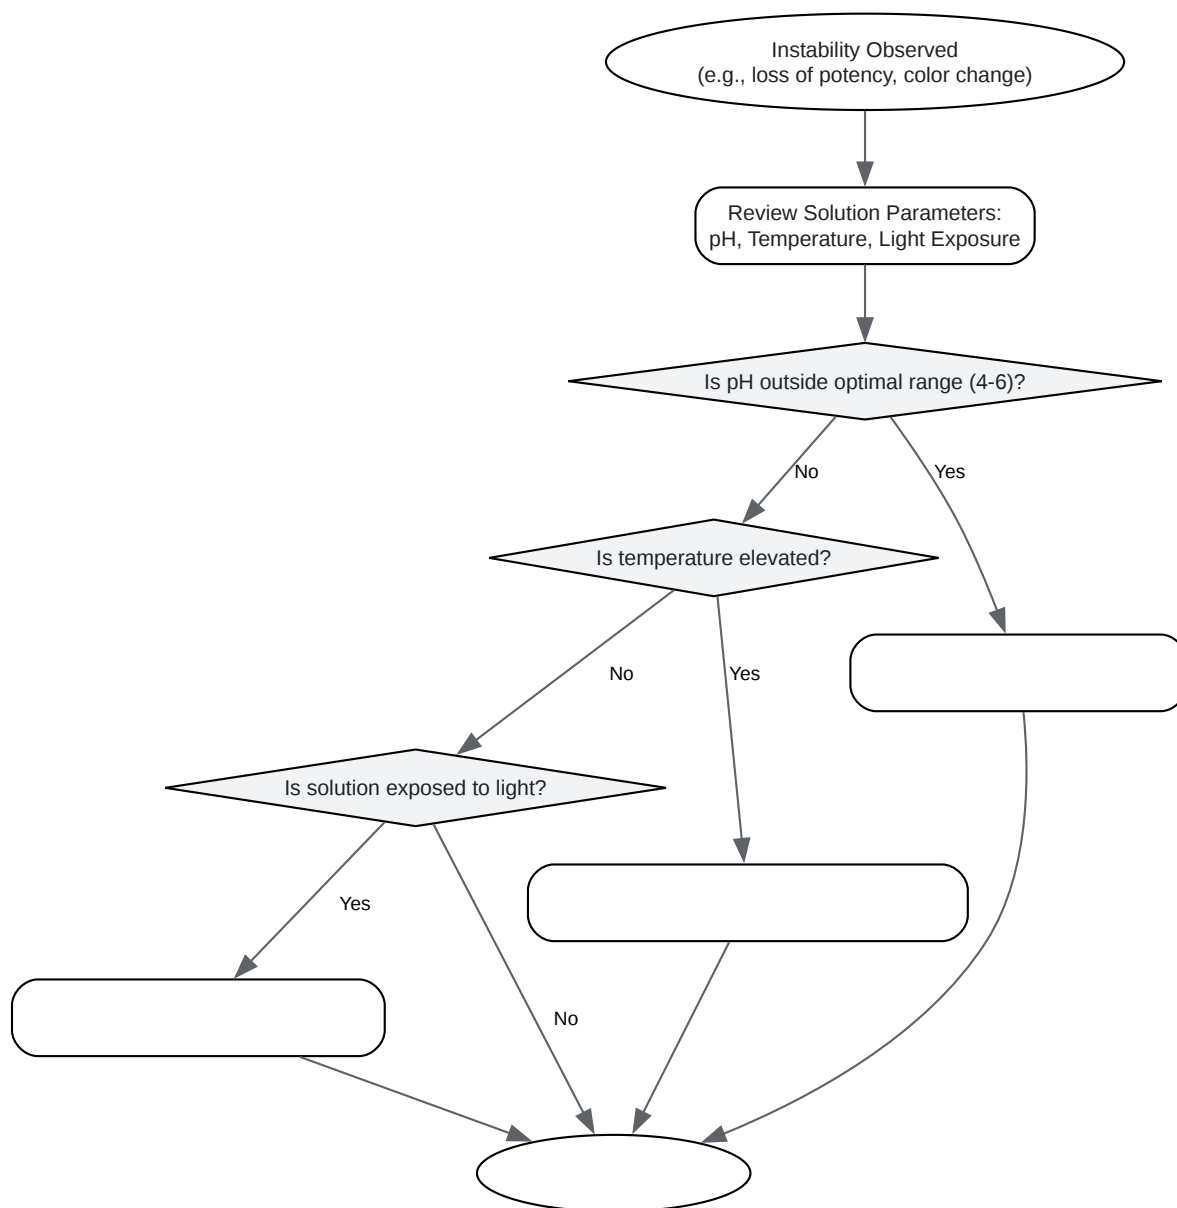 Instability Observed
(e.g., loss of potency, color change)
Review Solution Parameters:
pH, Temperature, Light Exposure
Is pH outside optimal range (4-6)?
No
Yes
Is temperature elevated?
No
Yes
Is solution exposed to light?
Yes
No